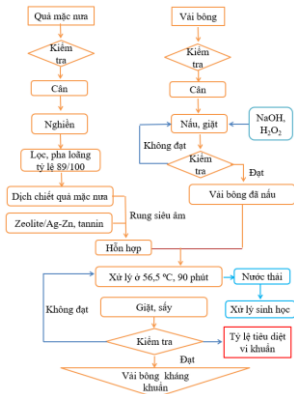 Quả mặc nưa
Kiểm
tra
Cân
Nghiền
Lọc, pha loãng
tỷ lệ 89/100
Dịch chiết quả mặc nưa
Zeolite/Ag-Zn, tannin
Rung siêu âm
Hỗn hợp
Vải bông
Kiểm
tra
Cân
Nấu, giặt
NaOH,
H₂O₂
Không đạt
Kiểm
tra
Đạt
Vải bông đã nấu
Xử lý ở 56,5 ºC, 90 phút
Nước thải
Xử lý sinh học
Giặt, sấy
Không đạt
Kiểm tra
Tỷ lệ tiêu diệt
vi khuẩn
Đạt
Vải bông kháng
khuẩn